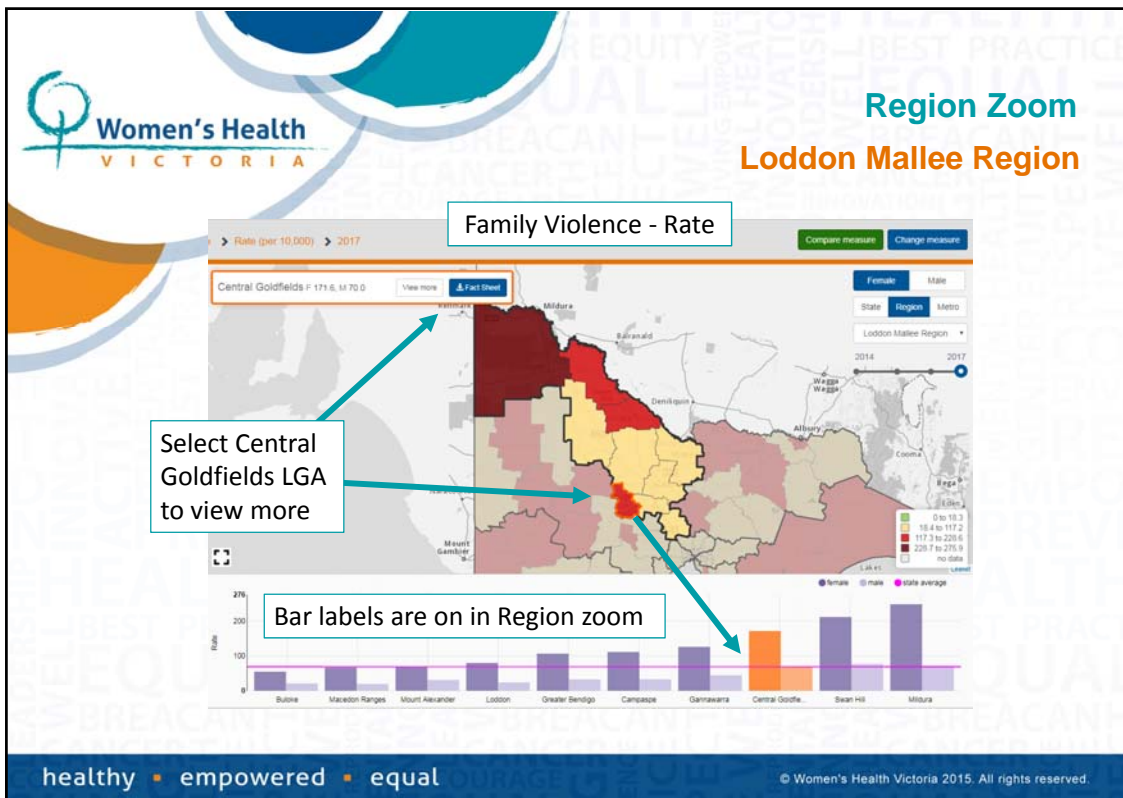 Women's Health
VICTORIA
Region Zoom
Loddon Mallee Region
Family Violence - Rate
Rate (per 10,000) > 2017
Compare measure
Change measure
Central Goldfields F 171.6, M 70.0
View more
Fact Sheet
Female
Male
State
Region
Metro
Loddon Mallee Region
2014
2017
Mildura
Balranald
Wagga
Wagga
Deniliquin
Albury
Cooma
Bega
Eden
Mount
Gambier
Lakes
Select Central
Goldfields LGA
to view more
0 to 18.3
18.4 to 117.2
117.3 to 228.6
228.7 to 275.9
no data
female
male
state average
Bar labels are on in Region zoom
Rate
276
200
100
0
Buloke
Macedon Ranges
Mount Alexander
Loddon
Greater Bendigo
Campaspe
Gannawarra
Central Goldfie...
Swan Hill
Mildura
healthy ▪ empowered ▪ equal
© Women's Health Victoria 2015. All rights reserved.